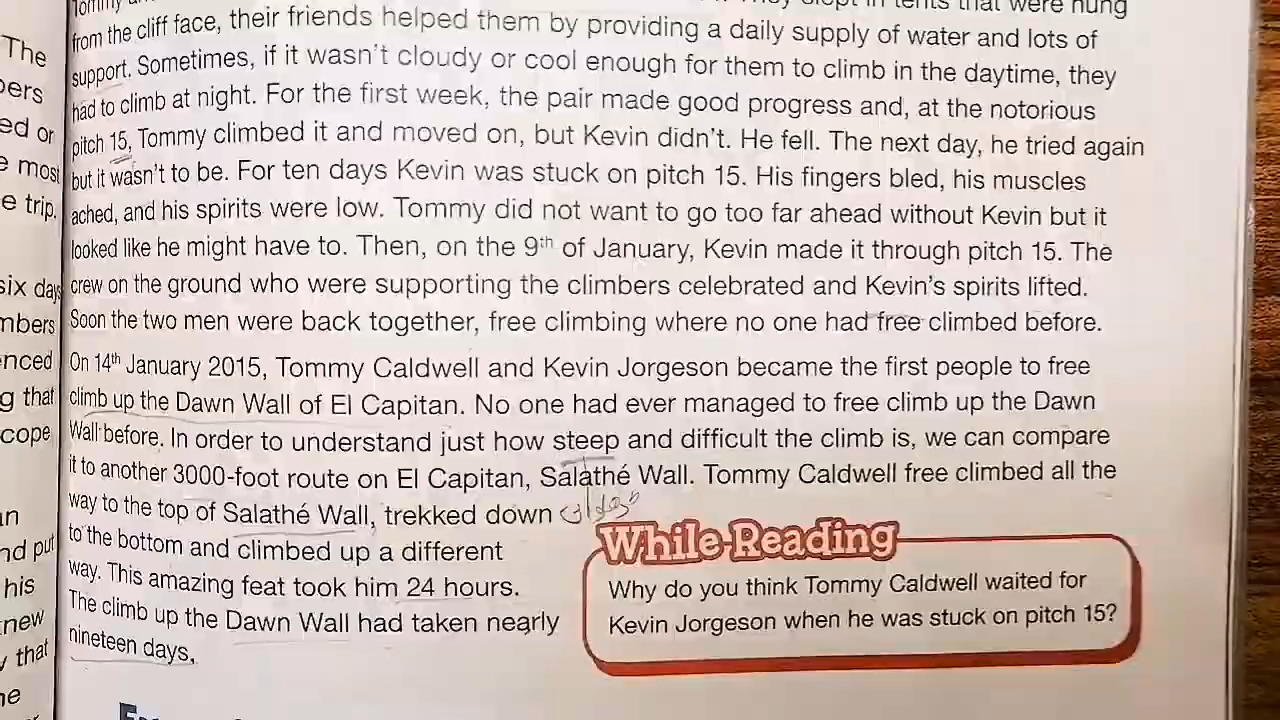 The
pers
ed or
e most
e trip.
six days
mbers
enced
g that
cope
an
nd put
his
new
y that
he
Tommy
They slept in tents that were hung
from the cliff face, their friends helped them by providing a daily supply of water and lots of
support. Sometimes, if it wasn't cloudy or cool enough for them to climb in the daytime, they
had to climb at night. For the first week, the pair made good progress and, at the notorious
pitch 15, Tommy climbed it and moved on, but Kevin didn't. He fell. The next day, he tried again
but it wasn't to be. For ten days Kevin was stuck on pitch 15. His fingers bled, his muscles
ached, and his spirits were low. Tommy did not want to go too far ahead without Kevin but it
looked like he might have to. Then, on the 9th of January, Kevin made it through pitch 15. The
crew on the ground who were supporting the climbers celebrated and Kevin's spirits lifted.
Soon the two men were back together, free climbing where no one had free climbed before.
On 14th January 2015, Tommy Caldwell and Kevin Jorgeson became the first people to free
climb up the Dawn Wall of El Capitan. No one had ever managed to free climb up the Dawn
Wall before. In order to understand just how steep and difficult the climb is, we can compare
it to another 3000-foot route on El Capitan, Salathé Wall. Tommy Caldwell free climbed all the
way to the top of Salathé Wall, trekked down
to the bottom and climbed up a different
way. This amazing feat took him 24 hours.
The climb up the Dawn Wall had taken nearly
nineteen days.
While-Reading
Why do you think Tommy Caldwell waited for
Kevin Jorgeson when he was stuck on pitch 15?